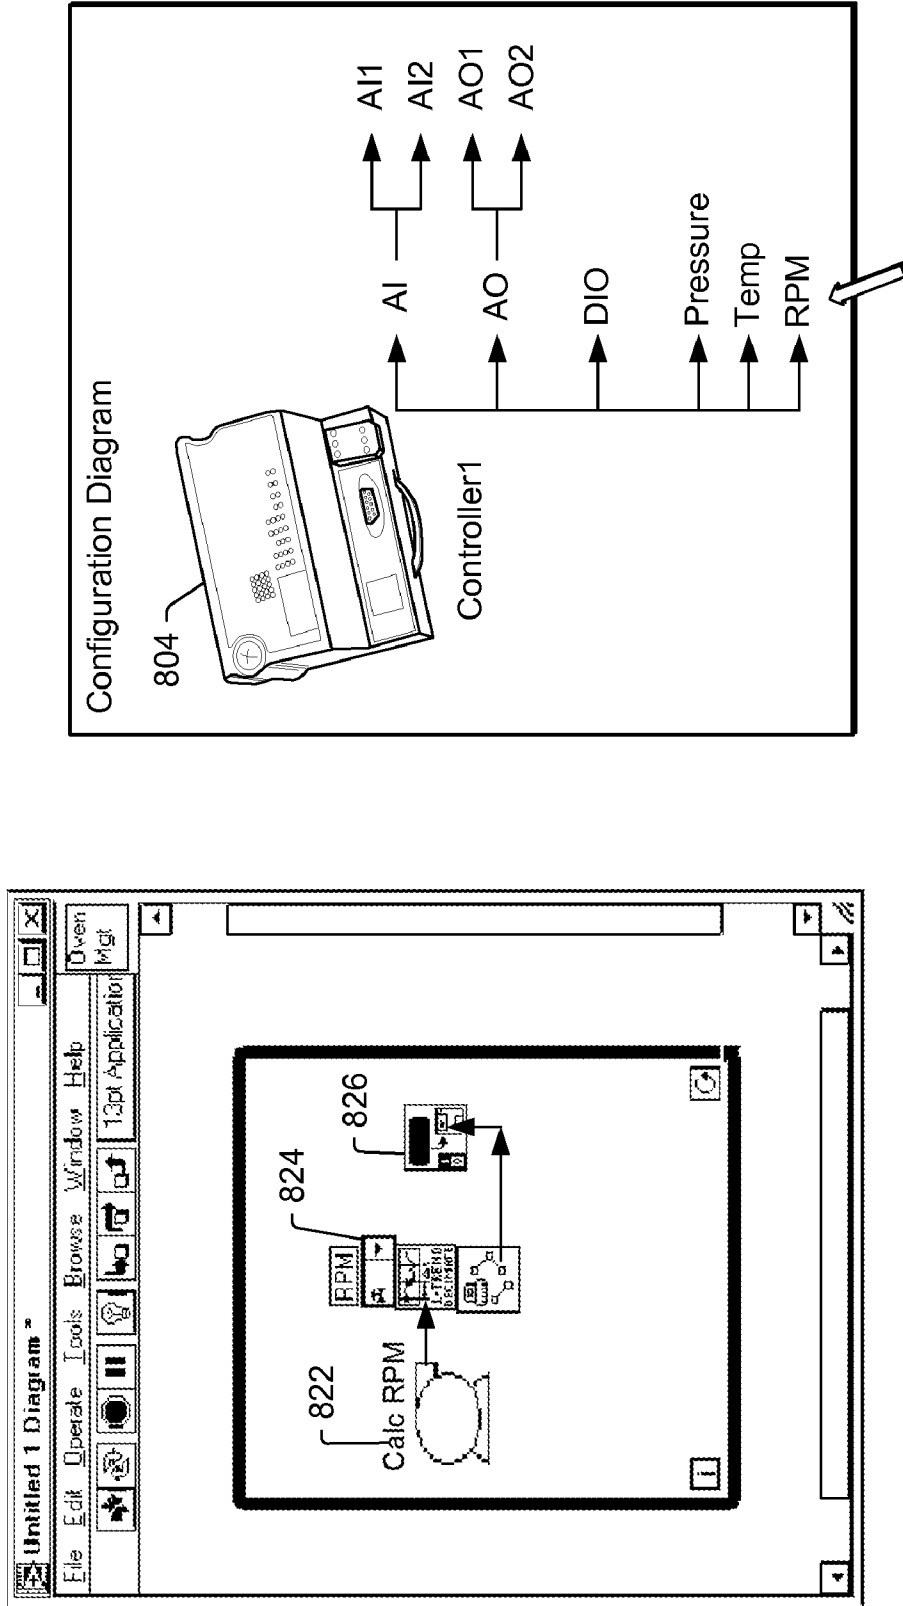 Untitled 1 Diagram *
File Edit Operate Tools Browse Window Help
13pt Application
Oven
Mgt
822
Calc RPM
824
RPM
826
i
Configuration Diagram
804
Controller1
AI
AI1
AI2
AO
AO1
AO2
DIO
Pressure
Temp
RPM